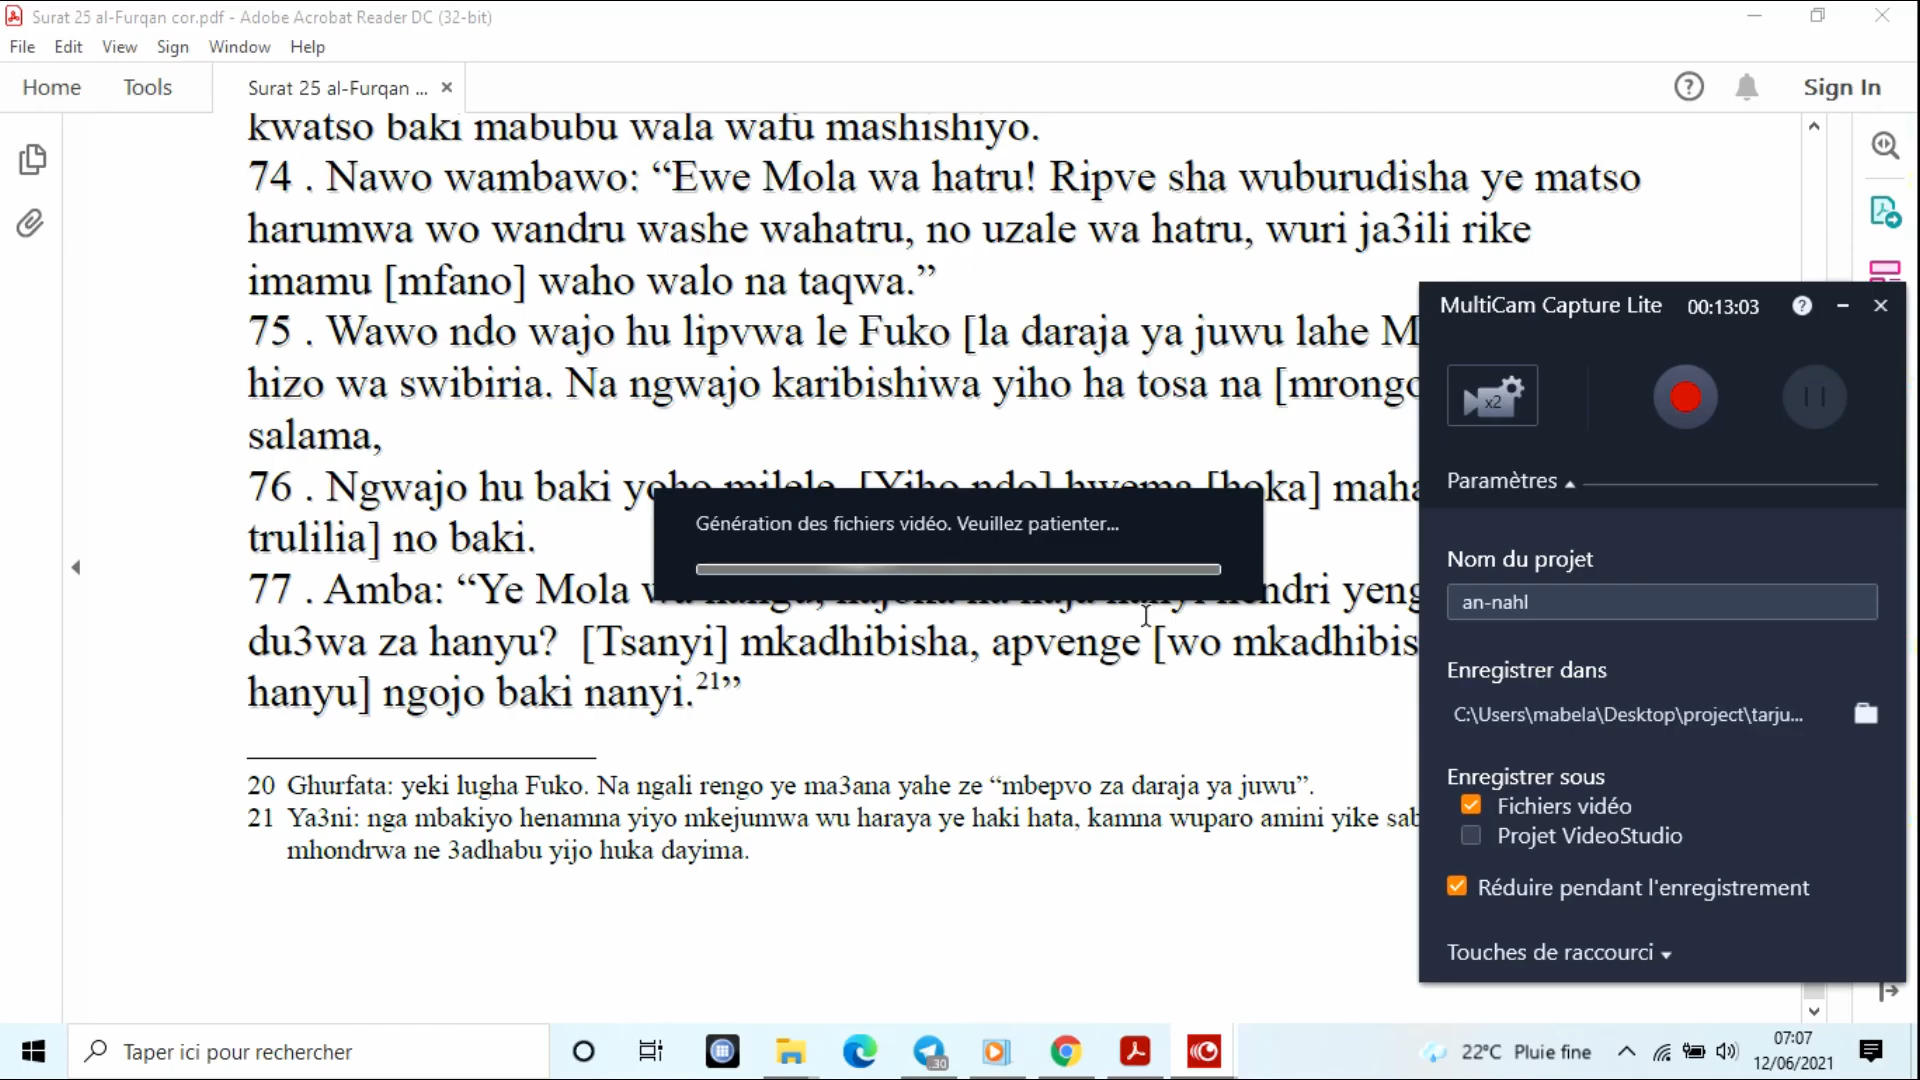 Surat 25 al-Furqan cor.pdf - Adobe Acrobat Reader DC (32-bit)
File Edit View Sign Window Help
Home Tools Surat 25 al-Furqan ... × Sign In
kwatso baki mabubu wala wafu mashishiyo.
74 . Nawo wambawo: “Ewe Mola wa hatru! Ripve sha wuburudisha ye matso
harumwa wo wandru washe wahatru, no uzale wa hatru, wuri ja3ili rike
imamu [mfano] waho walo na taqwa.”
75 . Wawo ndo wajo hu lipvwa le Fuko [la daraja ya juwu lahe M
hizo wa swibiria. Na ngwajo karibishiwa yiho ha tosa na [mrongo
salama,
76 . Ngwajo hu baki yoho milele. [Yiho ndo] hwema [hoka] maha
trulilia] no baki.
77 . Amba: “Ye Mola
du3wa za hanyu? [Tsanyi] mkadhibisha, apvenge [wo mkadhibis
hanyu] ngojo baki nanyi.21”
20 Ghurfata: yeki lugha Fuko. Na ngali rengo ye ma3ana yahe ze “mbepvo za daraja ya juwu”.
21 Ya3ni: nga mbakiyo henamna yiyo mkejumwa wu haraya ye haki hata, kamna wuparo amini yike sab
mhondrwa ne 3adhabu yijo huka dayima.
Génération des fichiers vidéo. Veuillez patienter...
MultiCam Capture Lite 00:13:03
x2
Paramètres
Nom du projet
an-nahl
Enregistrer dans
C:\Users\mabela\Desktop\project\tarju...
Enregistrer sous
Fichiers vidéo
Projet VideoStudio
Réduire pendant l'enregistrement
Touches de raccourci
Taper ici pour rechercher
30
22°C Pluie fine
07:07
12/06/2021